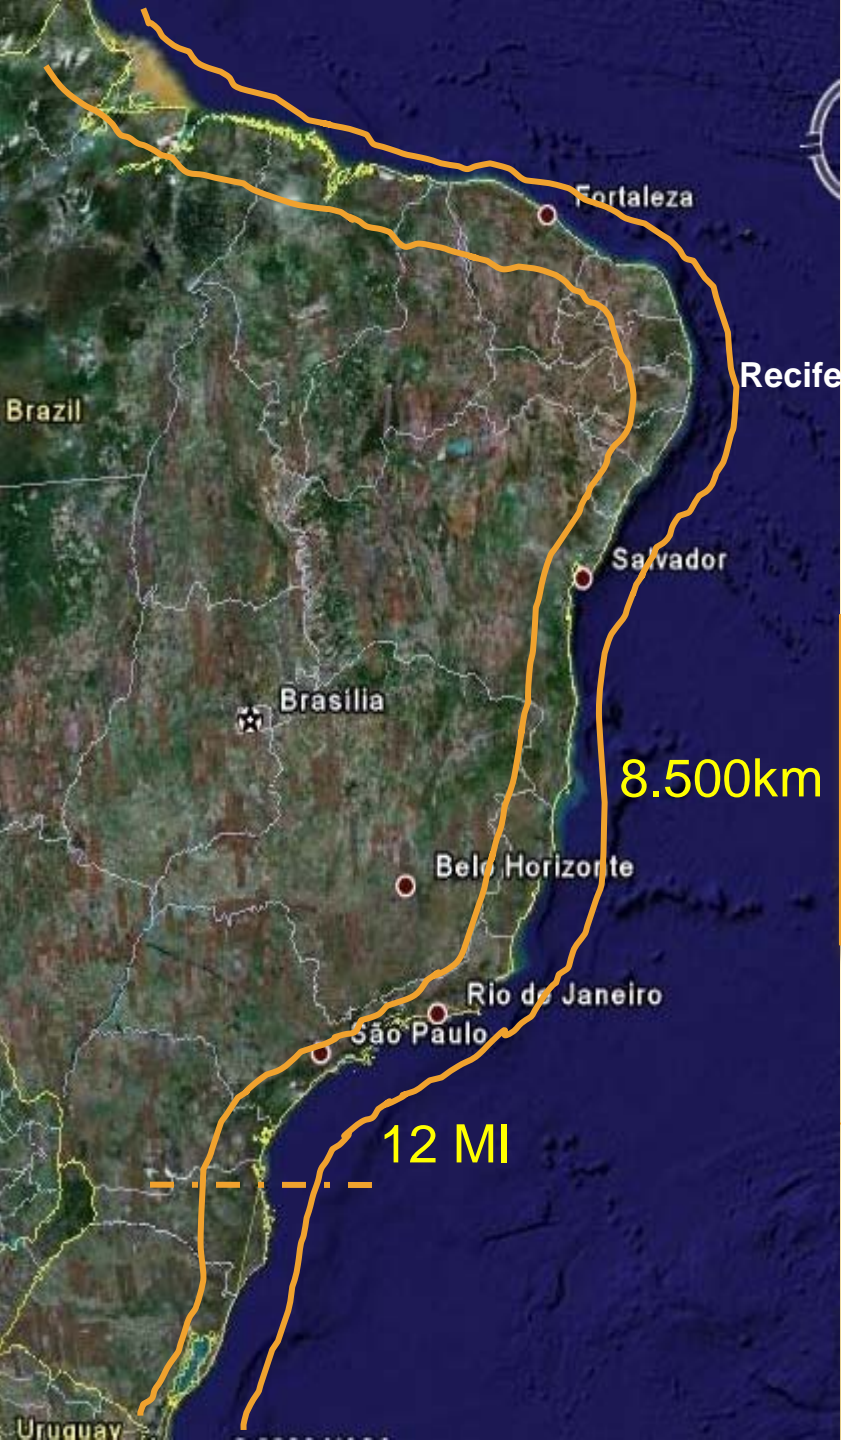 Fortaleza
Recife
Brazil
Salvador
Brasilia
8.500km
Belo Horizonte
Rio de Janeiro
São Paulo
12 MI
Uruguay